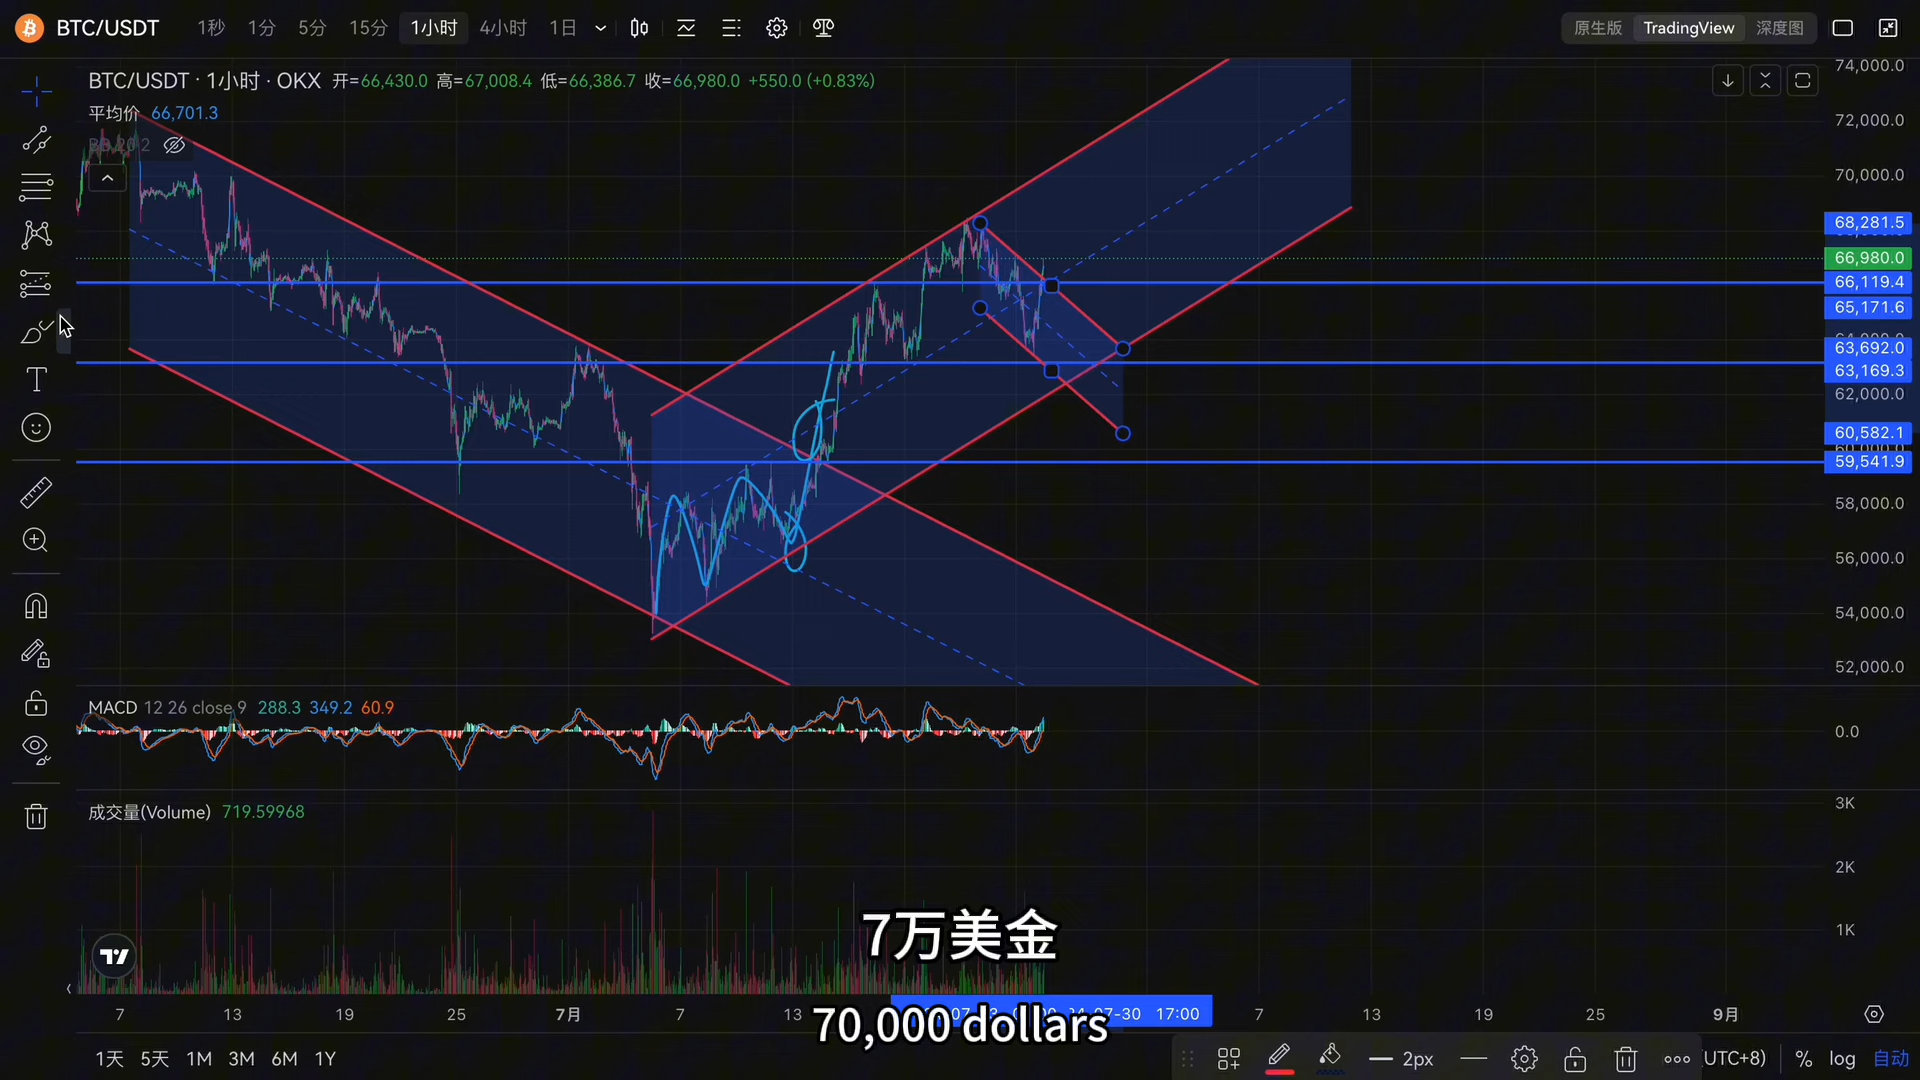 BTC/USDT 1秒 1分 5分 15分 1小时 4小时 1日 原生版 TradingView 深度图
BTC/USDT · 1小时 · OKX 开=66,430.0 高=67,008.4 低=66,386.7 收=66,980.0 +550.0 (+0.83%)
平均价 66,701.3
BB 20 2
74,000.0
72,000.0
70,000.0
68,281.5
66,980.0
66,119.4
65,171.6
63,692.0
63,169.3
62,000.0
60,582.1
59,541.9
58,000.0
56,000.0
54,000.0
52,000.0
MACD 12 26 close 9 288.3 349.2 60.9
0.0
成交量(Volume) 719.59968
3K
2K
1K
7万美金
70,000 dollars
7 13 19 25 7月 7 13 07-30 17:00 7 13 19 25 9月
1天 5天 1M 3M 6M 1Y
2px UTC+8) % log 自动